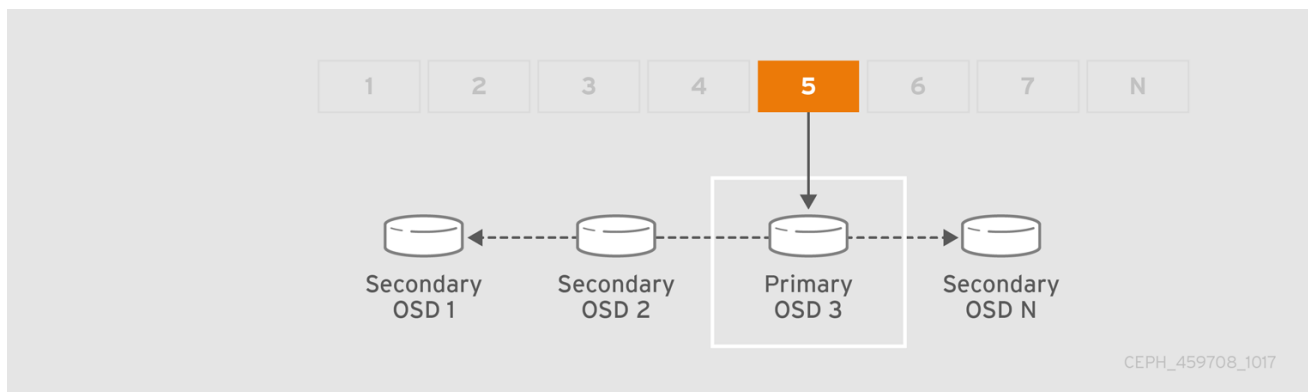 1 2 3 4 5 6 7 N
Secondary Secondary Primary Secondary
OSD 1 OSD 2 OSD 3 OSD N
CEPH_459708_1017